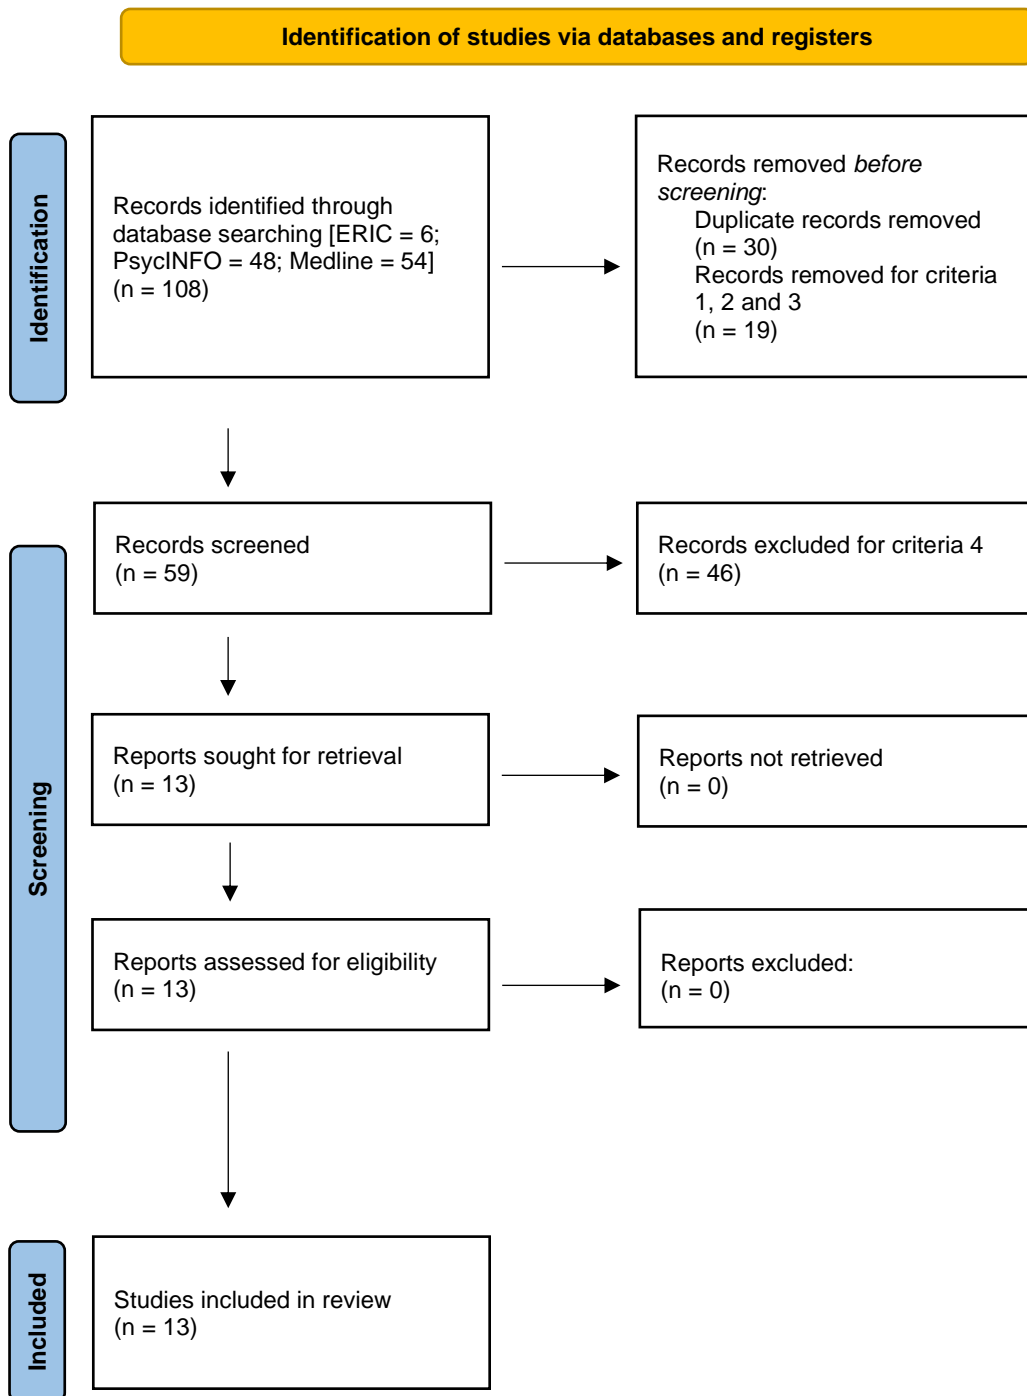 Identification of studies via databases and registers
Identification
Records identified through
database searching [ERIC = 6;
PsycINFO = 48; Medline = 54]
(n = 108)
Records removed before
screening:
Duplicate records removed
(n = 30)
Records removed for criteria
1, 2 and 3
(n = 19)
Screening
Records screened
(n = 59)
Records excluded for criteria 4
(n = 46)
Reports sought for retrieval
(n = 13)
Reports not retrieved
(n = 0)
Reports assessed for eligibility
(n = 13)
Reports excluded:
(n = 0)
Included
Studies included in review
(n = 13)